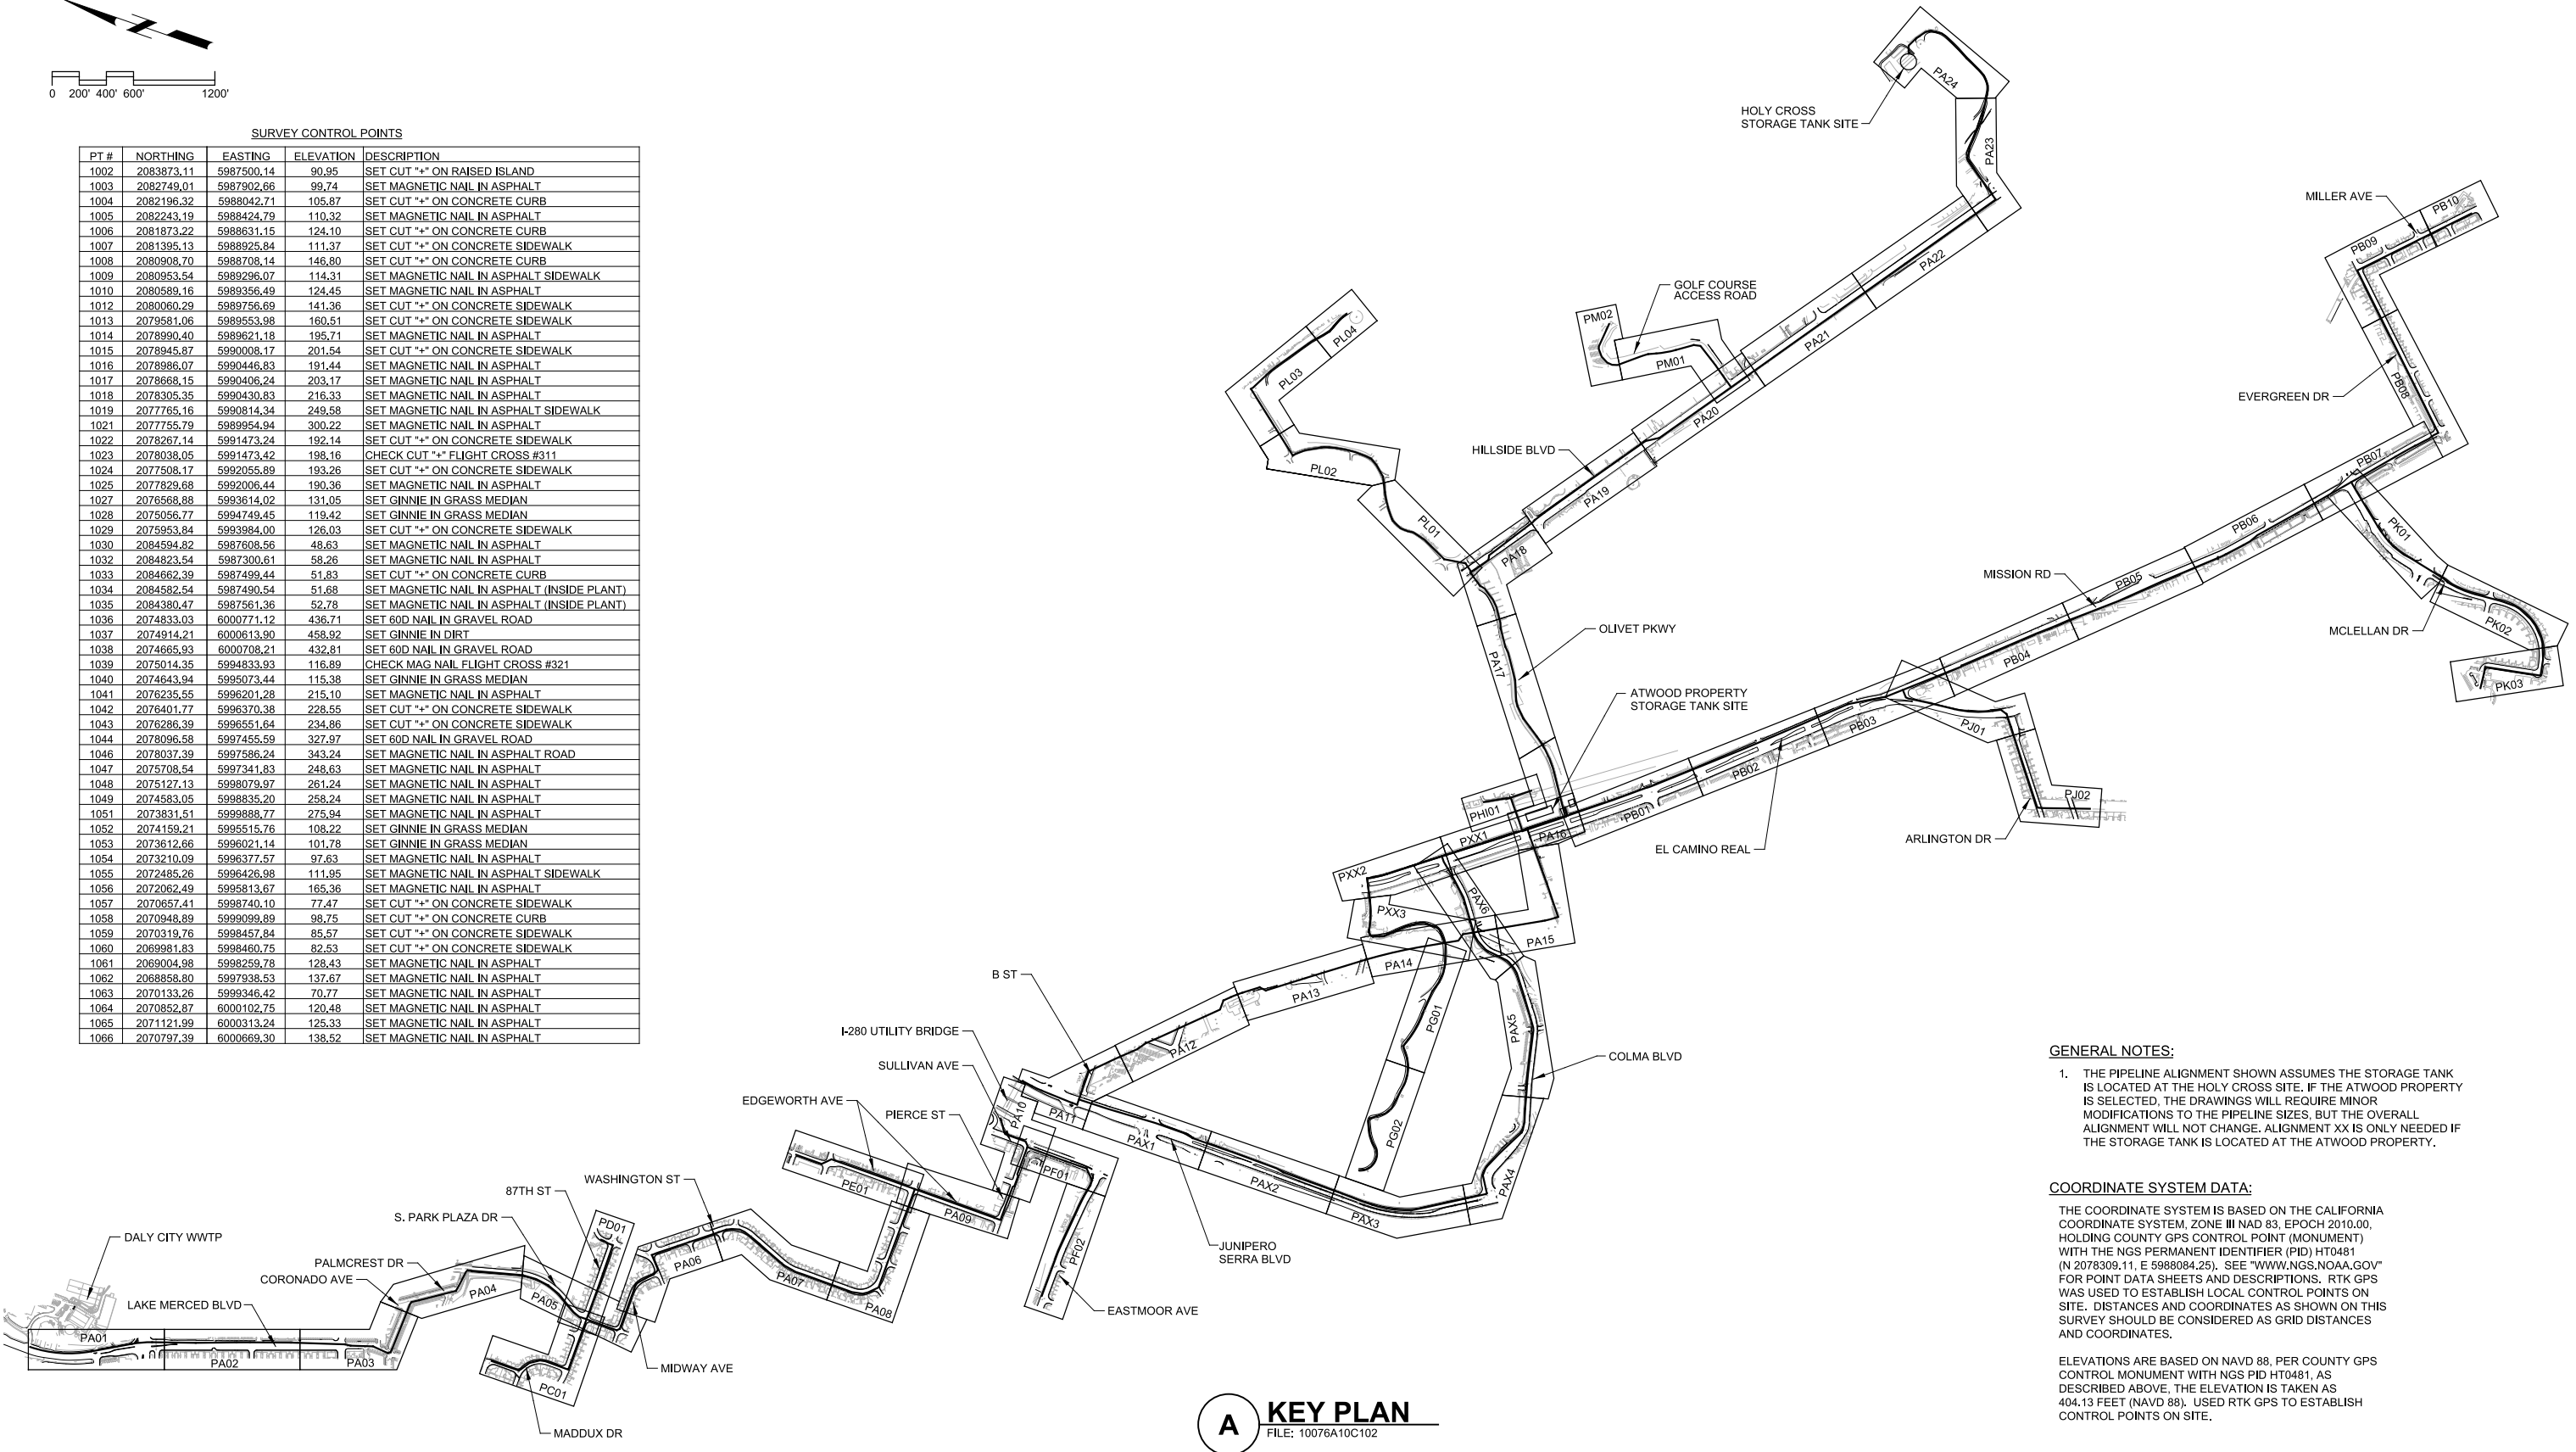 0 200' 400' 600' 1200'
SURVEY CONTROL POINTS
PT # NORTHING EASTING ELEVATION DESCRIPTION
1002 2083873.11 5987500.14 90.95 SET CUT "+" ON RAISED ISLAND
1003 2082749.01 5987902.66 99.74 SET MAGNETIC NAIL IN ASPHALT
1004 2082196.32 5988042.71 105.87 SET CUT "+" ON CONCRETE CURB
1005 2082243.19 5988424.79 110.32 SET MAGNETIC NAIL IN ASPHALT
1006 2081873.22 5988631.15 124.10 SET CUT "+" ON CONCRETE CURB
1007 2081395.13 5988925.84 111.37 SET CUT "+" ON CONCRETE SIDEWALK
1008 2080908.70 5988708.14 146.80 SET CUT "+" ON CONCRETE CURB
1009 2080953.54 5989296.07 114.31 SET MAGNETIC NAIL IN ASPHALT SIDEWALK
1010 2080589.16 5989356.49 124.45 SET MAGNETIC NAIL IN ASPHALT
1012 2080060.29 5989756.69 141.36 SET CUT "+" ON CONCRETE SIDEWALK
1013 2079581.06 5989553.98 160.51 SET CUT "+" ON CONCRETE SIDEWALK
1014 2078990.40 5989621.18 195.71 SET MAGNETIC NAIL IN ASPHALT
1015 2078945.87 5990008.17 201.54 SET CUT "+" ON CONCRETE SIDEWALK
1016 2078986.07 5990446.83 191.44 SET MAGNETIC NAIL IN ASPHALT
1017 2078668.15 5990406.24 203.17 SET MAGNETIC NAIL IN ASPHALT
1018 2078305.35 5990430.83 216.33 SET MAGNETIC NAIL IN ASPHALT
1019 2077765.16 5990814.34 249.58 SET MAGNETIC NAIL IN ASPHALT SIDEWALK
1021 2077755.79 5989954.94 300.22 SET MAGNETIC NAIL IN ASPHALT
1022 2078267.14 5991473.24 192.14 SET CUT "+" ON CONCRETE SIDEWALK
1023 2078038.05 5991473.42 198.16 CHECK CUT "+" FLIGHT CROSS #311
1024 2077508.17 5992055.89 193.26 SET CUT "+" ON CONCRETE SIDEWALK
1025 2077829.68 5992006.44 190.36 SET MAGNETIC NAIL IN ASPHALT
1027 2076568.88 5993614.02 131.05 SET GINNIE IN GRASS MEDIAN
1028 2075056.77 5994749.45 119.42 SET GINNIE IN GRASS MEDIAN
1029 2075953.84 5993984.00 126.03 SET CUT "+" ON CONCRETE SIDEWALK
1030 2084594.82 5987608.56 48.63 SET MAGNETIC NAIL IN ASPHALT
1032 2084823.54 5987300.61 58.26 SET MAGNETIC NAIL IN ASPHALT
1033 2084662.39 5987499.44 51.83 SET CUT "+" ON CONCRETE CURB
1034 2084582.54 5987490.54 51.68 SET MAGNETIC NAIL IN ASPHALT (INSIDE PLANT)
1035 2084380.47 5987561.36 52.78 SET MAGNETIC NAIL IN ASPHALT (INSIDE PLANT)
1036 2074833.03 6000771.12 436.71 SET 60D NAIL IN GRAVEL ROAD
1037 2074914.21 6000613.90 458.92 SET GINNIE IN DIRT
1038 2074665.93 6000708.21 432.81 SET 60D NAIL IN GRAVEL ROAD
1039 2075014.35 5994833.93 116.89 CHECK MAG NAIL FLIGHT CROSS #321
1040 2074643.94 5995073.44 115.38 SET GINNIE IN GRASS MEDIAN
1041 2076235.55 5996201.28 215.10 SET MAGNETIC NAIL IN ASPHALT
1042 2076401.77 5996370.38 228.55 SET CUT "+" ON CONCRETE SIDEWALK
1043 2076286.39 5996551.64 234.86 SET CUT "+" ON CONCRETE SIDEWALK
1044 2078096.58 5997455.59 327.97 SET 60D NAIL IN GRAVEL ROAD
1046 2078037.39 5997586.24 343.24 SET MAGNETIC NAIL IN ASPHALT ROAD
1047 2075708.54 5997341.83 248.63 SET MAGNETIC NAIL IN ASPHALT
1048 2075127.13 5998079.97 261.24 SET MAGNETIC NAIL IN ASPHALT
1049 2074583.05 5998835.20 258.24 SET MAGNETIC NAIL IN ASPHALT
1051 2073831.51 5999888.77 275.94 SET MAGNETIC NAIL IN ASPHALT
1052 2074159.21 5995515.76 108.22 SET GINNIE IN GRASS MEDIAN
1053 2073612.66 5996021.14 101.78 SET GINNIE IN GRASS MEDIAN
1054 2073210.09 5996377.57 97.63 SET MAGNETIC NAIL IN ASPHALT
1055 2072485.26 5996426.98 111.95 SET MAGNETIC NAIL IN ASPHALT SIDEWALK
1056 2072062.49 5995813.67 165.36 SET MAGNETIC NAIL IN ASPHALT
1057 2070657.41 5998740.10 77.47 SET CUT "+" ON CONCRETE SIDEWALK
1058 2070948.89 5999099.89 98.75 SET CUT "+" ON CONCRETE CURB
1059 2070319.76 5998457.84 85.57 SET CUT "+" ON CONCRETE SIDEWALK
1060 2069981.83 5998460.75 82.53 SET CUT "+" ON CONCRETE SIDEWALK
1061 2069004.98 5998259.78 128.43 SET MAGNETIC NAIL IN ASPHALT
1062 2068858.80 5997938.53 137.67 SET MAGNETIC NAIL IN ASPHALT
1063 2070133.26 5999346.42 70.77 SET MAGNETIC NAIL IN ASPHALT
1064 2070852.87 6000102.75 120.48 SET MAGNETIC NAIL IN ASPHALT
1065 2071121.99 6000313.24 125.33 SET MAGNETIC NAIL IN ASPHALT
1066 2070797.39 6000669.30 138.52 SET MAGNETIC NAIL IN ASPHALT
HOLY CROSS
STORAGE TANK SITE
PA24
PA23
PA22
PA21
PA20
PA19
PA18
GOLF COURSE
ACCESS ROAD
PM02
PM01
PL04
PL03
PL02
PL01
HILLSIDE BLVD
MILLER AVE
PB10
PB09
EVERGREEN DR
PB08
PB07
PB06
PB05
PB04
PB03
PB02
PB01
PK01
PK02
PK03
MISSION RD
MCLELLAN DR
OLIVET PKWY
PA17
ATWOOD PROPERTY
STORAGE TANK SITE
PHI01
PA16
PXX1
PXX2
PXX3
PAX6
PJ01
PJ02
ARLINGTON DR
EL CAMINO REAL
PA15
PA14
PA13
PA12
B ST
I-280 UTILITY BRIDGE
SULLIVAN AVE
PG01
PG02
PAX5
COLMA BLVD
PAX4
PAX3
PAX2
PAX1
PA11
PA10
EDGEWORTH AVE
PIERCE ST
PF01
PF02
PE01
PA09
JUNIPERO
SERRA BLVD
EASTMOOR AVE
WASHINGTON ST
87TH ST
S. PARK PLAZA DR
PD01
PA08
PA07
PA06
PA05
PA04
DALY CITY WWTP
PALMCREST DR
CORONADO AVE
LAKE MERCED BLVD
PA01
PA02
PA03
PC01
MIDWAY AVE
MADDUX DR
A KEY PLAN
FILE: 10076A10C102
GENERAL NOTES:
1. THE PIPELINE ALIGNMENT SHOWN ASSUMES THE STORAGE TANK
IS LOCATED AT THE HOLY CROSS SITE. IF THE ATWOOD PROPERTY
IS SELECTED, THE DRAWINGS WILL REQUIRE MINOR
MODIFICATIONS TO THE PIPELINE SIZES, BUT THE OVERALL
ALIGNMENT WILL NOT CHANGE. ALIGNMENT XX IS ONLY NEEDED IF
THE STORAGE TANK IS LOCATED AT THE ATWOOD PROPERTY.
COORDINATE SYSTEM DATA:
THE COORDINATE SYSTEM IS BASED ON THE CALIFORNIA
COORDINATE SYSTEM, ZONE III NAD 83, EPOCH 2010.00,
HOLDING COUNTY GPS CONTROL POINT (MONUMENT)
WITH THE NGS PERMANENT IDENTIFIER (PID) HT0481
(N 2078309.11, E 5988084.25). SEE "WWW.NGS.NOAA.GOV"
FOR POINT DATA SHEETS AND DESCRIPTIONS. RTK GPS
WAS USED TO ESTABLISH LOCAL CONTROL POINTS ON
SITE. DISTANCES AND COORDINATES AS SHOWN ON THIS
SURVEY SHOULD BE CONSIDERED AS GRID DISTANCES
AND COORDINATES.
ELEVATIONS ARE BASED ON NAVD 88, PER COUNTY GPS
CONTROL MONUMENT WITH NGS PID HT0481, AS
DESCRIBED ABOVE, THE ELEVATION IS TAKEN AS
404.13 FEET (NAVD 88). USED RTK GPS TO ESTABLISH
CONTROL POINTS ON SITE.